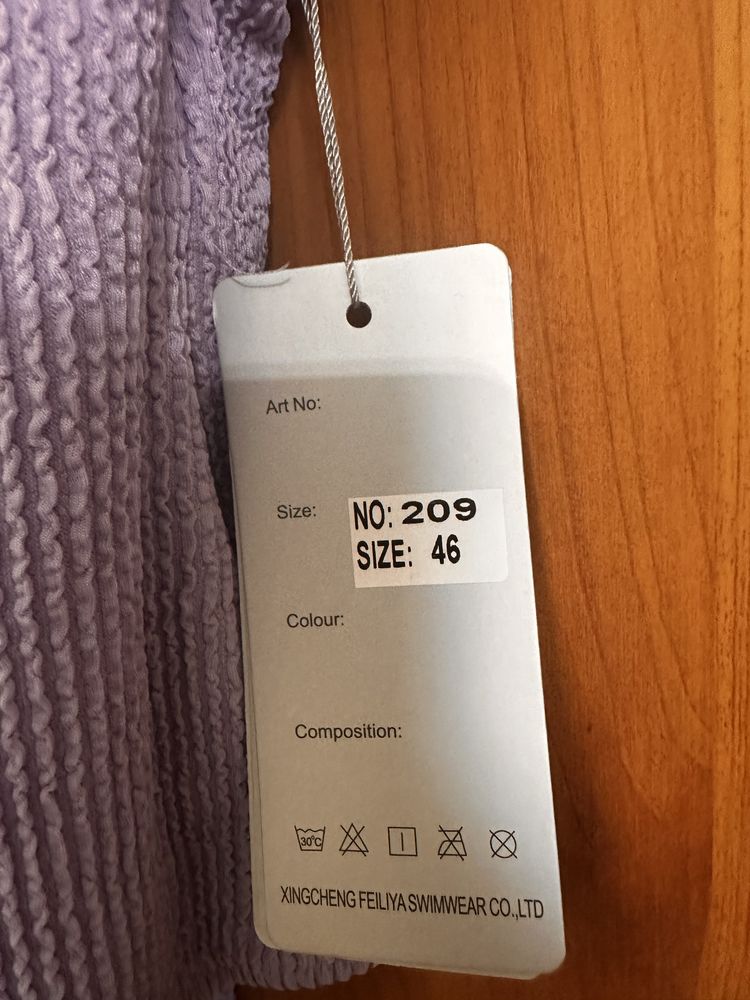 Art No:
Size:
NO: 209
SIZE: 46
Colour:
Composition:
30°C
XINGCHENG FEILIYA SWIMWEAR CO.,LTD